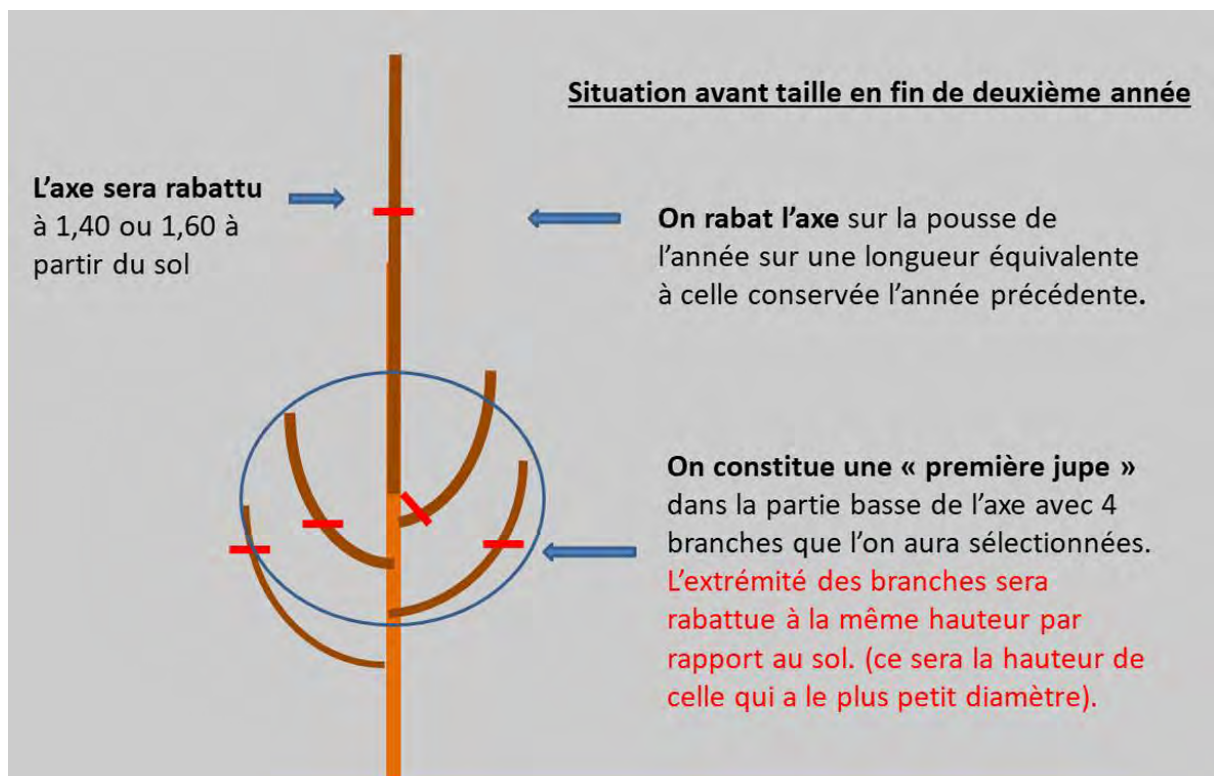 Situation avant taille en fin de deuxième année
L’axe sera rabattu
à 1,40 ou 1,60 à
partir du sol
On rabat l’axe sur la pousse de
l’année sur une longueur équivalente
à celle conservée l’année précédente.
On constitue une « première jupe »
dans la partie basse de l’axe avec 4
branches que l’on aura sélectionnées.
L’extrémité des branches sera
rabattue à la même hauteur par
rapport au sol. (ce sera la hauteur de
celle qui a le plus petit diamètre).